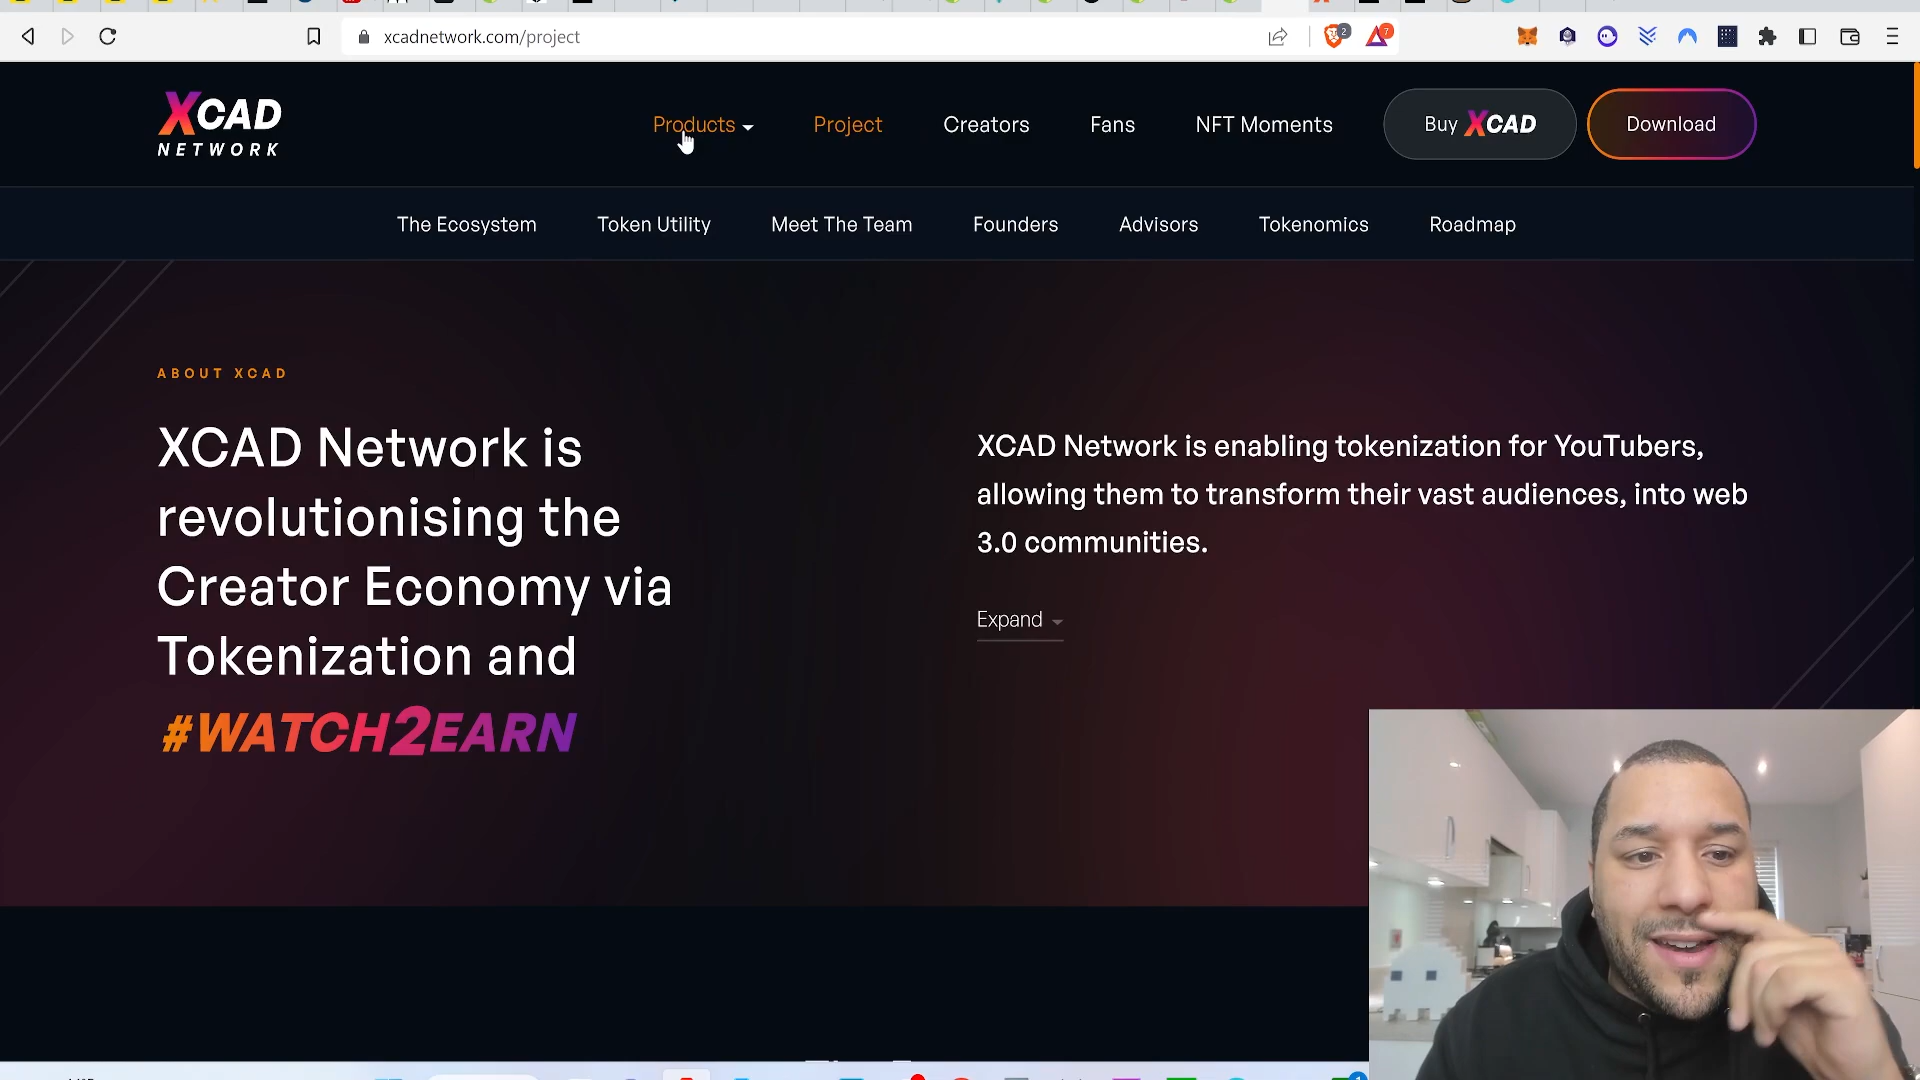 xcadnetwork.com/project
2
7
XCAD
NETWORK
Products
Project
Creators
Fans
NFT Moments
Buy XCAD
Download
The Ecosystem
Token Utility
Meet The Team
Founders
Advisors
Tokenomics
Roadmap
ABOUT XCAD
XCAD Network is
revolutionising the
Creator Economy via
Tokenization and
#WATCH2EARN
XCAD Network is enabling tokenization for YouTubers,
allowing them to transform their vast audiences, into web
3.0 communities.
Expand